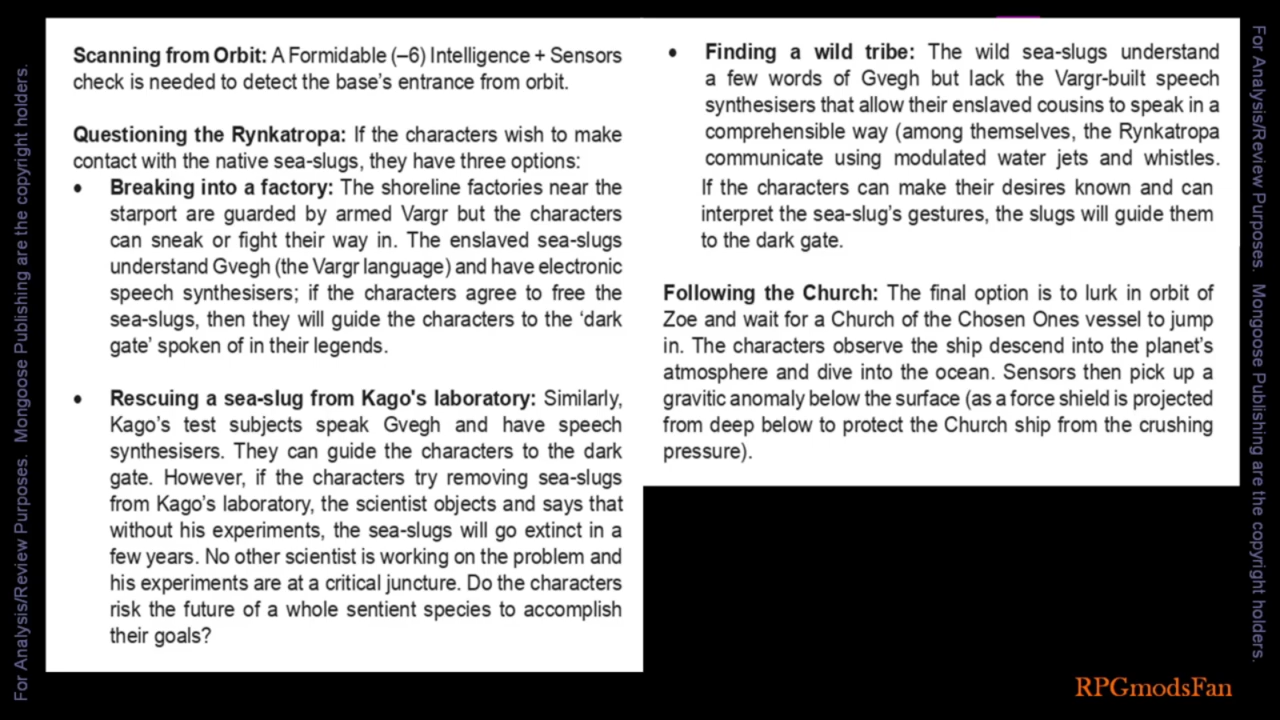 Scanning from Orbit: A Formidable (–6) Intelligence + Sensors
check is needed to detect the base's entrance from orbit.
Questioning the Rynkatropa: If the characters wish to make
contact with the native sea-slugs, they have three options:
• Breaking into a factory: The shoreline factories near the
starport are guarded by armed Vargr but the characters
can sneak or fight their way in. The enslaved sea-slugs
understand Gvegh (the Vargr language) and have electronic
speech synthesisers; if the characters agree to free the
sea-slugs, then they will guide the characters to the 'dark
gate' spoken of in their legends.
• Rescuing a sea-slug from Kago's laboratory: Similarly,
Kago's test subjects speak Gvegh and have speech
synthesisers. They can guide the characters to the dark
gate. However, if the characters try removing sea-slugs
from Kago's laboratory, the scientist objects and says that
without his experiments, the sea-slugs will go extinct in a
few years. No other scientist is working on the problem and
his experiments are at a critical juncture. Do the characters
risk the future of a whole sentient species to accomplish
their goals?
• Finding a wild tribe: The wild sea-slugs understand
a few words of Gvegh but lack the Vargr-built speech
synthesisers that allow their enslaved cousins to speak in a
comprehensible way (among themselves, the Rynkatropa
communicate using modulated water jets and whistles.
If the characters can make their desires known and can
interpret the sea-slug's gestures, the slugs will guide them
to the dark gate.
Following the Church: The final option is to lurk in orbit of
Zoe and wait for a Church of the Chosen Ones vessel to jump
in. The characters observe the ship descend into the planet's
atmosphere and dive into the ocean. Sensors then pick up a
gravitic anomaly below the surface (as a force shield is projected
from deep below to protect the Church ship from the crushing
pressure).
For Analysis/Review Purposes. Mongoose Publishing are the copyright holders.
For Analysis/Review Purposes. Mongoose Publishing are the copyright holders.
RPGmodsFan